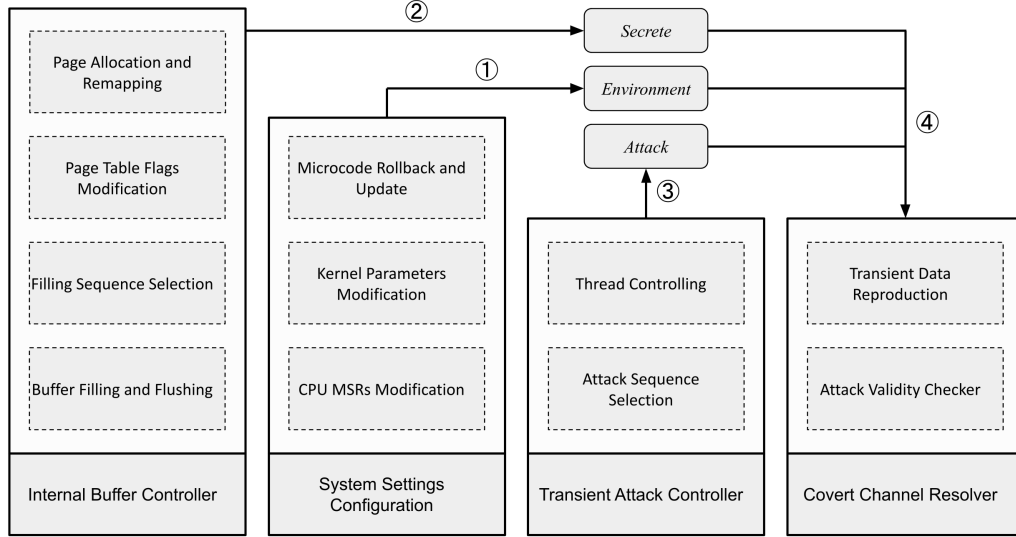 ②
Secrete
①
Environment
Attack
④
③
Page Allocation and
Remapping
Page Table Flags
Modification
Filling Sequence Selection
Buffer Filling and Flushing
Internal Buffer Controller
Microcode Rollback and
Update
Kernel Parameters
Modification
CPU MSRs Modification
System Settings
Configuration
Thread Controlling
Attack Sequence
Selection
Transient Attack Controller
Transient Data
Reproduction
Attack Validity Checker
Covert Channel Resolver